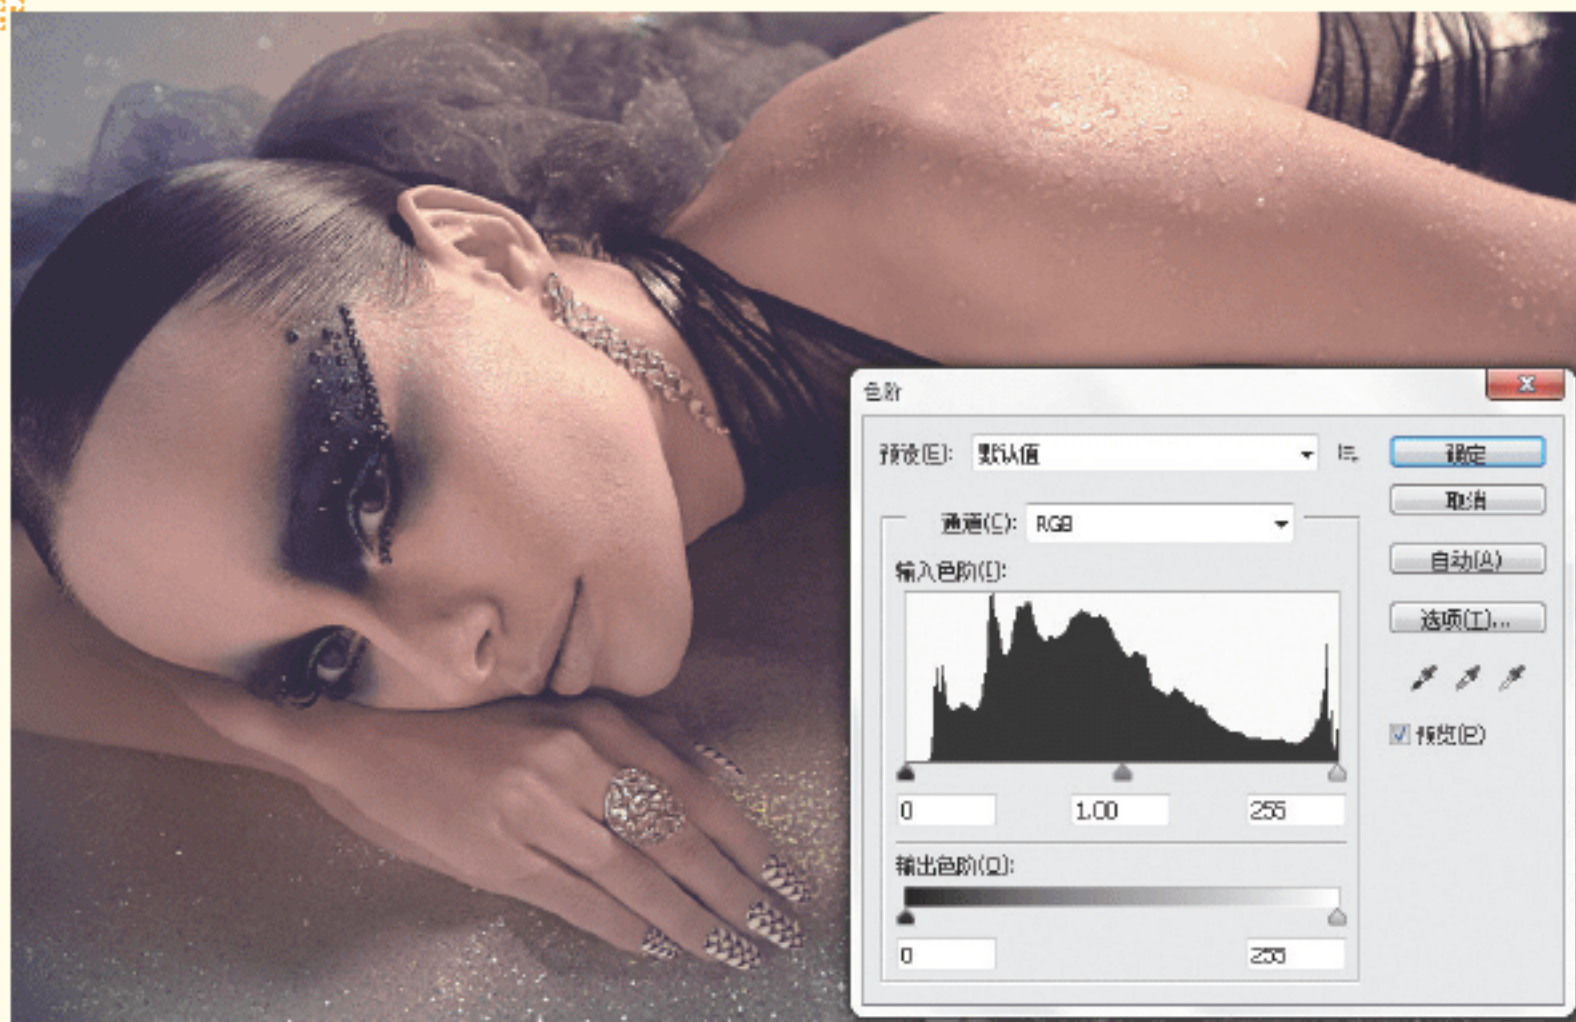 色阶
预设(E): 默认值
确定
取消
通道(C): RGB
自动(A)
输入色阶(I):
选项(T)...
预览(P)
0 1.00 255
输出色阶(O):
0 255